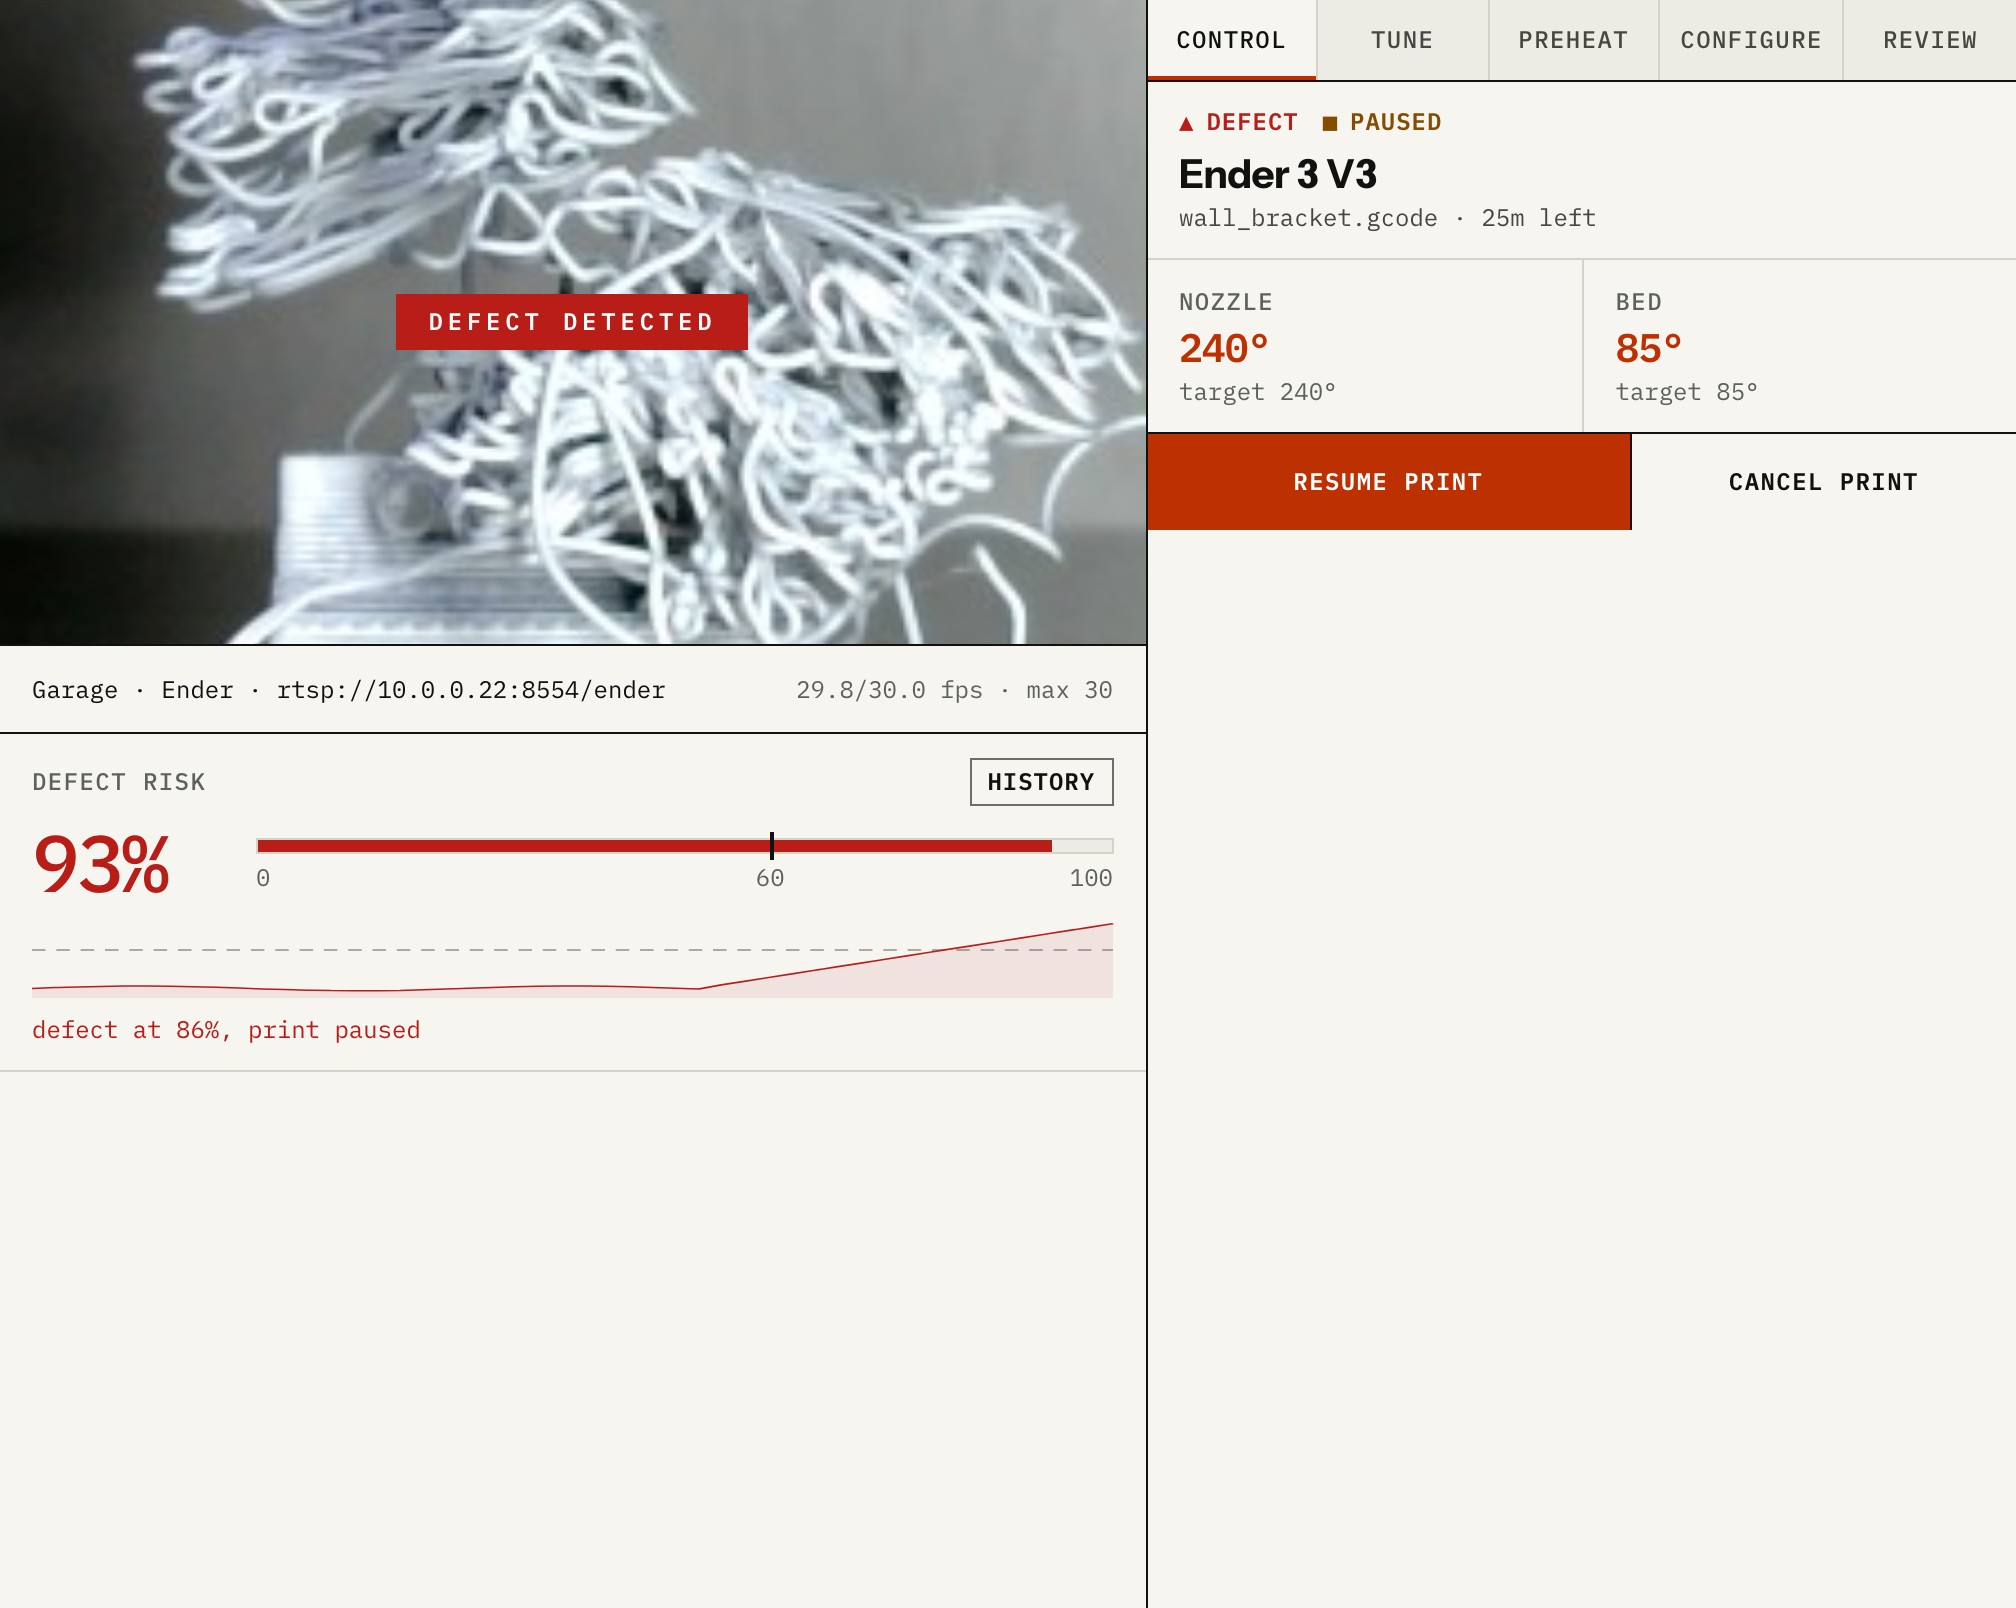 DEFECT DETECTED
Garage · Ender · rtsp://10.0.0.22:8554/ender
29.8/30.0 fps · max 30
DEFECT RISK
HISTORY
93%
0 60 100
defect at 86%, print paused
CONTROL TUNE PREHEAT CONFIGURE REVIEW
▲ DEFECT ■ PAUSED
Ender 3 V3
wall_bracket.gcode · 25m left
NOZZLE
240°
target 240°
BED
85°
target 85°
RESUME PRINT
CANCEL PRINT